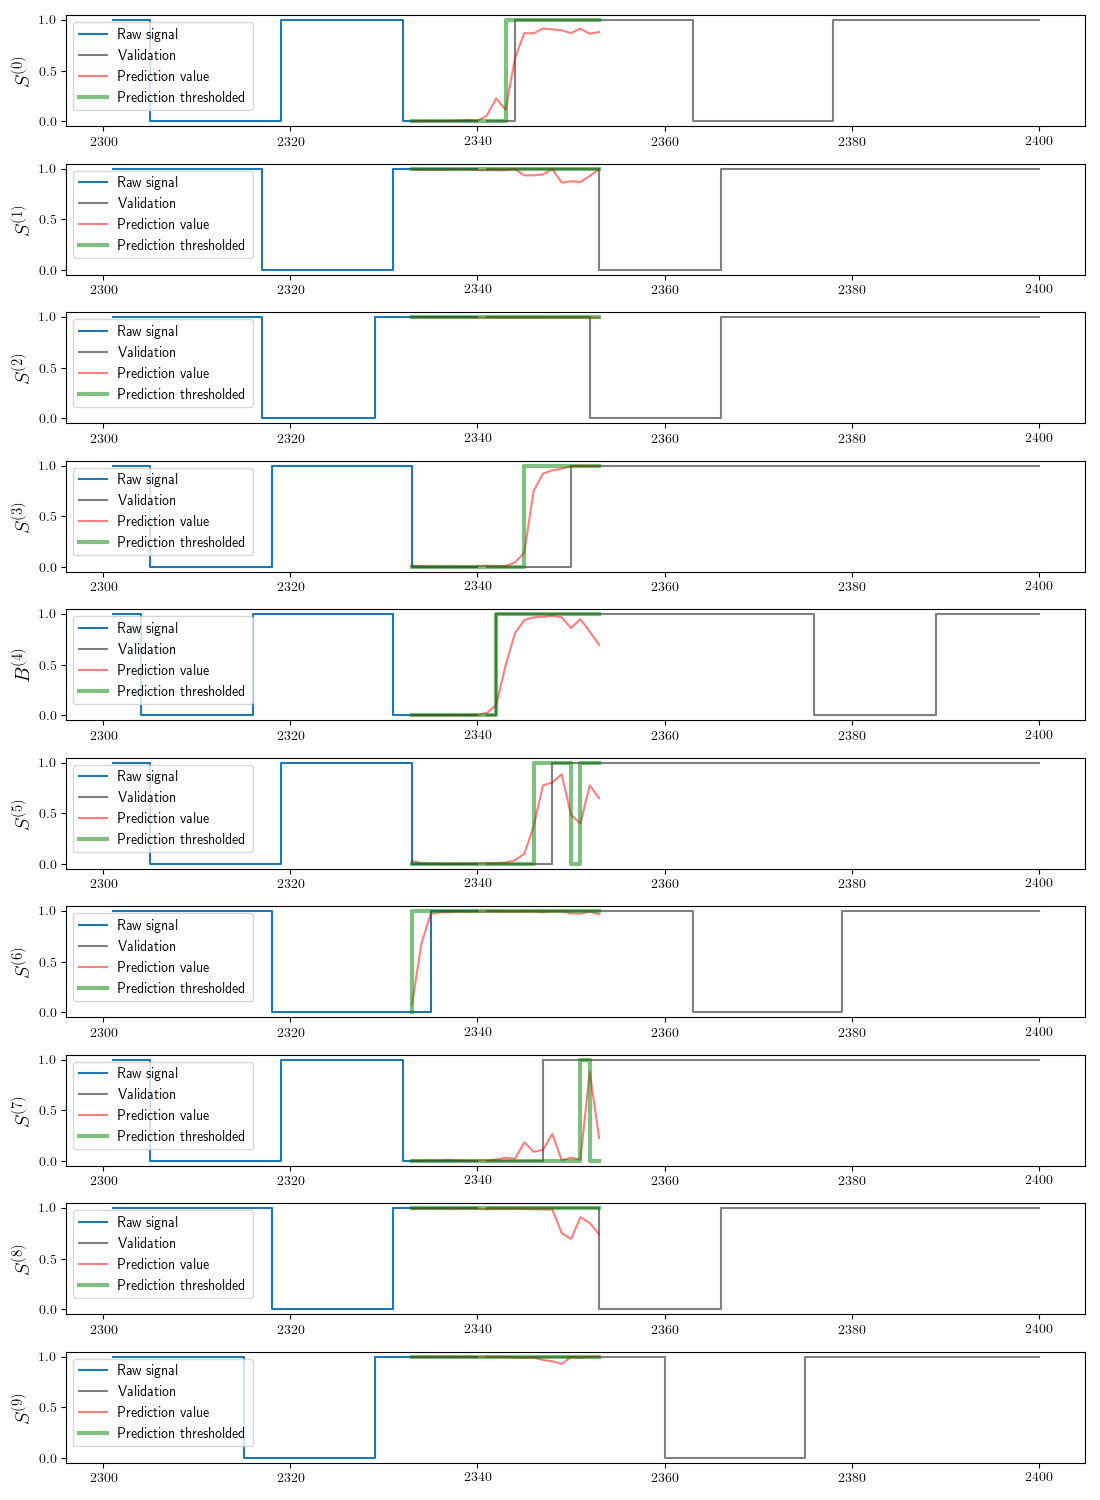 1.0
0.5
0.0
S^(0)
Raw signal
Validation
Prediction value
Prediction thresholded
2300 2320 2340 2360 2380 2400
1.0
0.5
0.0
S^(1)
Raw signal
Validation
Prediction value
Prediction thresholded
2300 2320 2340 2360 2380 2400
1.0
0.5
0.0
S^(2)
Raw signal
Validation
Prediction value
Prediction thresholded
2300 2320 2340 2360 2380 2400
1.0
0.5
0.0
S^(3)
Raw signal
Validation
Prediction value
Prediction thresholded
2300 2320 2340 2360 2380 2400
1.0
0.5
0.0
B^(4)
Raw signal
Validation
Prediction value
Prediction thresholded
2300 2320 2340 2360 2380 2400
1.0
0.5
0.0
S^(5)
Raw signal
Validation
Prediction value
Prediction thresholded
2300 2320 2340 2360 2380 2400
1.0
0.5
0.0
S^(6)
Raw signal
Validation
Prediction value
Prediction thresholded
2300 2320 2340 2360 2380 2400
1.0
0.5
0.0
S^(7)
Raw signal
Validation
Prediction value
Prediction thresholded
2300 2320 2340 2360 2380 2400
1.0
0.5
0.0
S^(8)
Raw signal
Validation
Prediction value
Prediction thresholded
2300 2320 2340 2360 2380 2400
1.0
0.5
0.0
S^(9)
Raw signal
Validation
Prediction value
Prediction thresholded
2300 2320 2340 2360 2380 2400